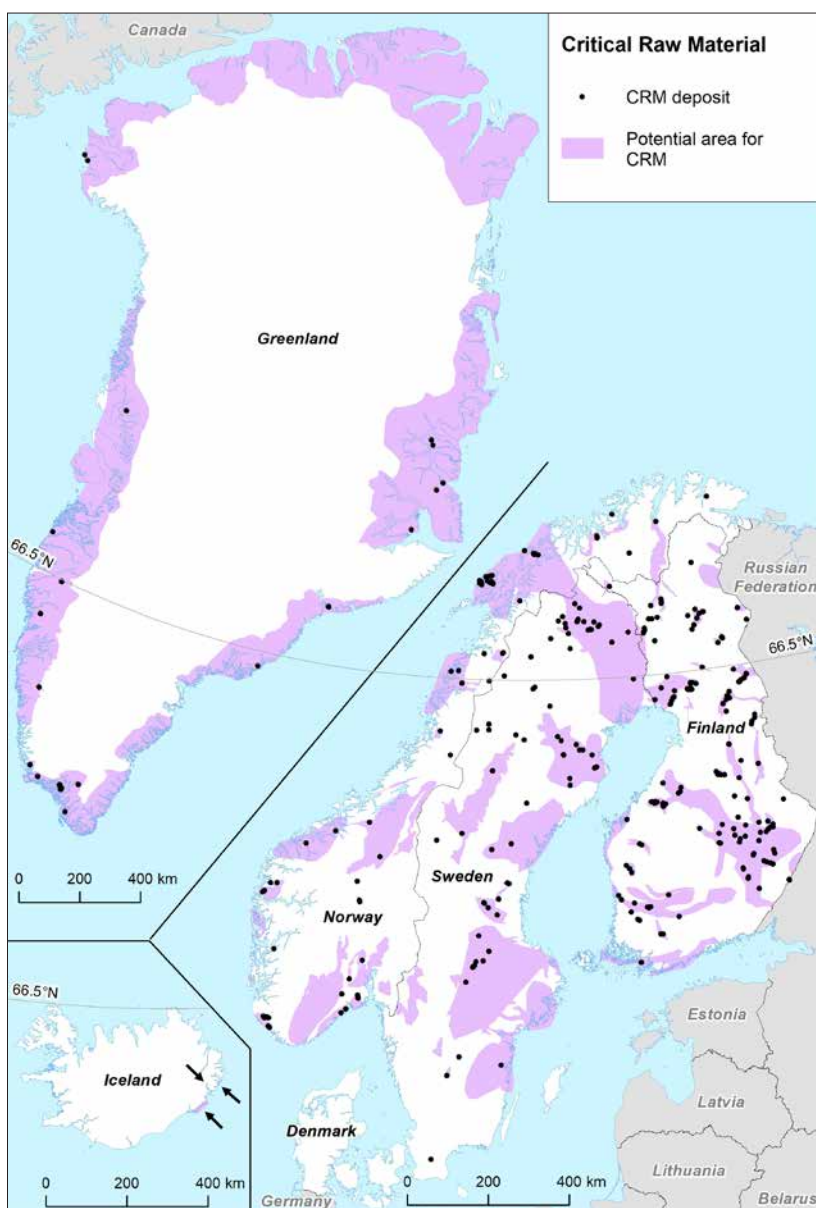 Canada
Critical Raw Material
CRM deposit
Potential area for
CRM
Greenland
66.5°N
Russian
Federation
66.5°N
Finland
0 200 400 km
Sweden
Norway
66.5°N
Estonia
Iceland
Latvia
Denmark
Lithuania
0 200 400 km
0 200 400 km
Germany
Belarus